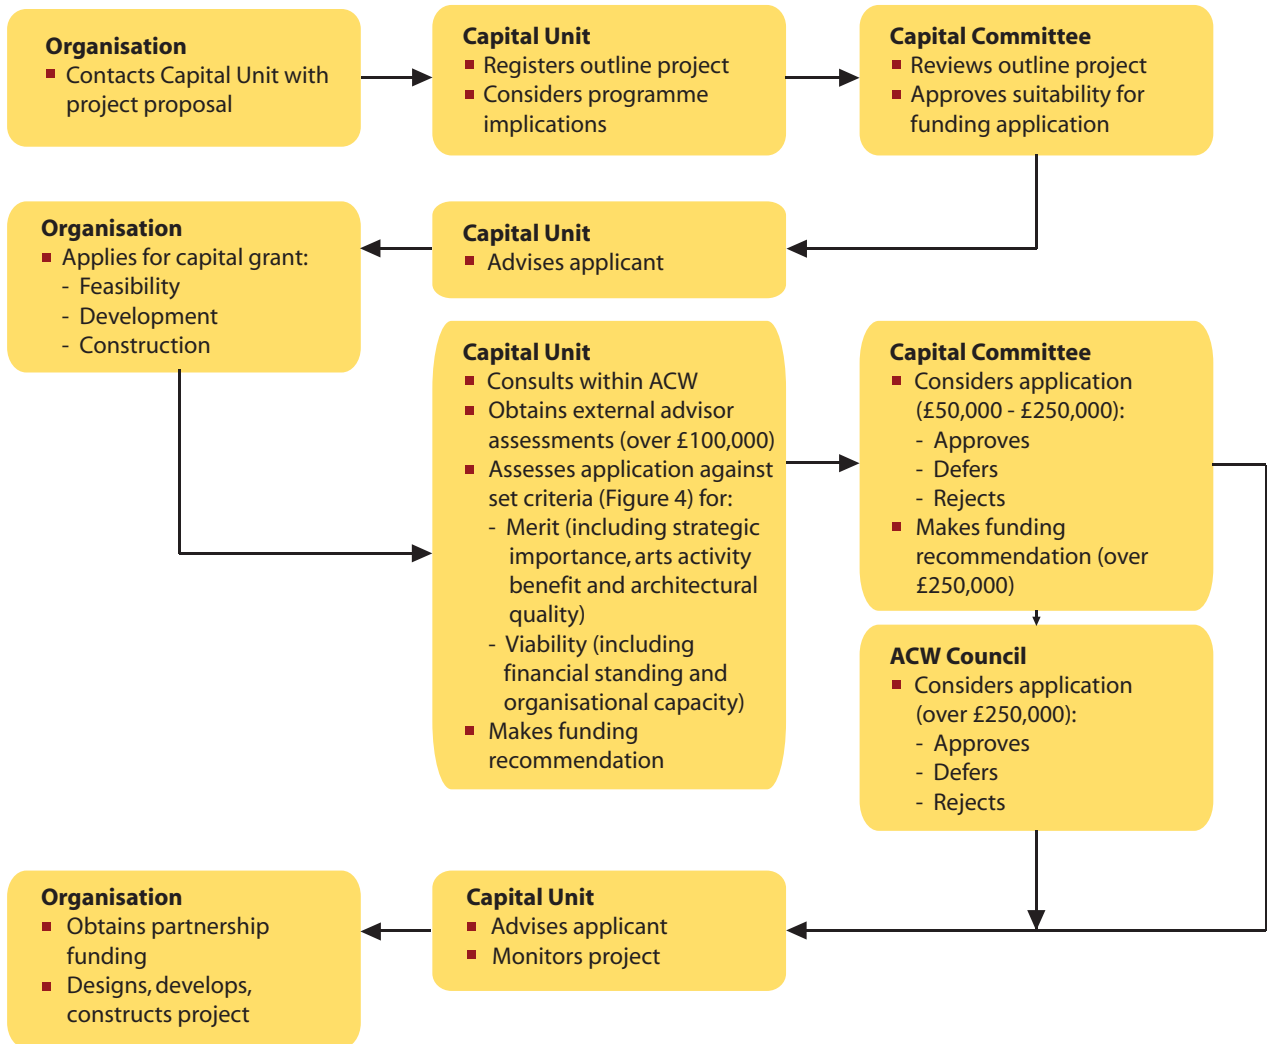 Organisation
■ Contacts Capital Unit with
project proposal
Capital Unit
■ Registers outline project
■ Considers programme
implications
Capital Committee
■ Reviews outline project
■ Approves suitability for
funding application
Capital Unit
■ Advises applicant
Organisation
■ Applies for capital grant:
- Feasibility
- Development
- Construction
Capital Unit
■ Consults within ACW
■ Obtains external advisor
assessments (over £100,000)
■ Assesses application against
set criteria (Figure 4) for:
- Merit (including strategic
importance, arts activity
benefit and architectural
quality)
- Viability (including
financial standing and
organisational capacity)
■ Makes funding
recommendation
Capital Committee
■ Considers application
(£50,000 - £250,000):
- Approves
- Defers
- Rejects
■ Makes funding
recommendation (over
£250,000)
ACW Council
■ Considers application
(over £250,000):
- Approves
- Defers
- Rejects
Capital Unit
■ Advises applicant
■ Monitors project
Organisation
■ Obtains partnership
funding
■ Designs, develops,
constructs project